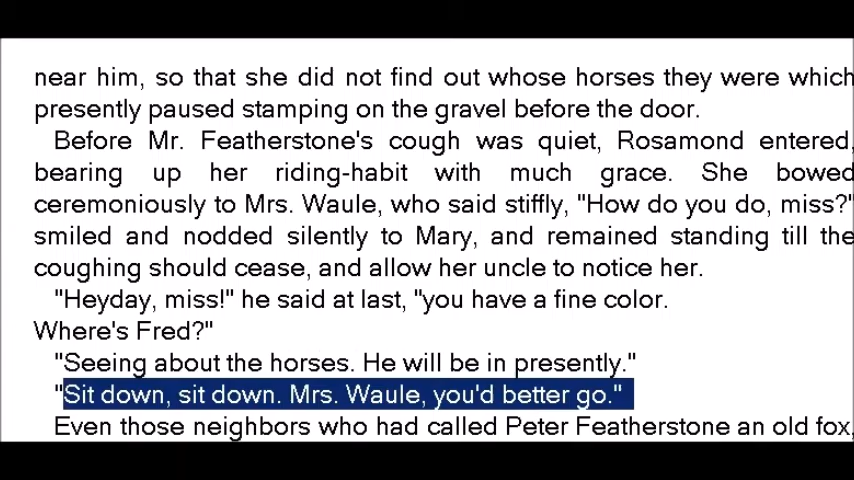 near him, so that she did not find out whose horses they were which
presently paused stamping on the gravel before the door.
Before Mr. Featherstone's cough was quiet, Rosamond entered,
bearing up her riding-habit with much grace. She bowed
ceremoniously to Mrs. Waule, who said stiffly, "How do you do, miss?"
smiled and nodded silently to Mary, and remained standing till the
coughing should cease, and allow her uncle to notice her.
"Heyday, miss!" he said at last, "you have a fine color.
Where's Fred?"
"Seeing about the horses. He will be in presently."
"Sit down, sit down. Mrs. Waule, you'd better go."
Even those neighbors who had called Peter Featherstone an old fox,